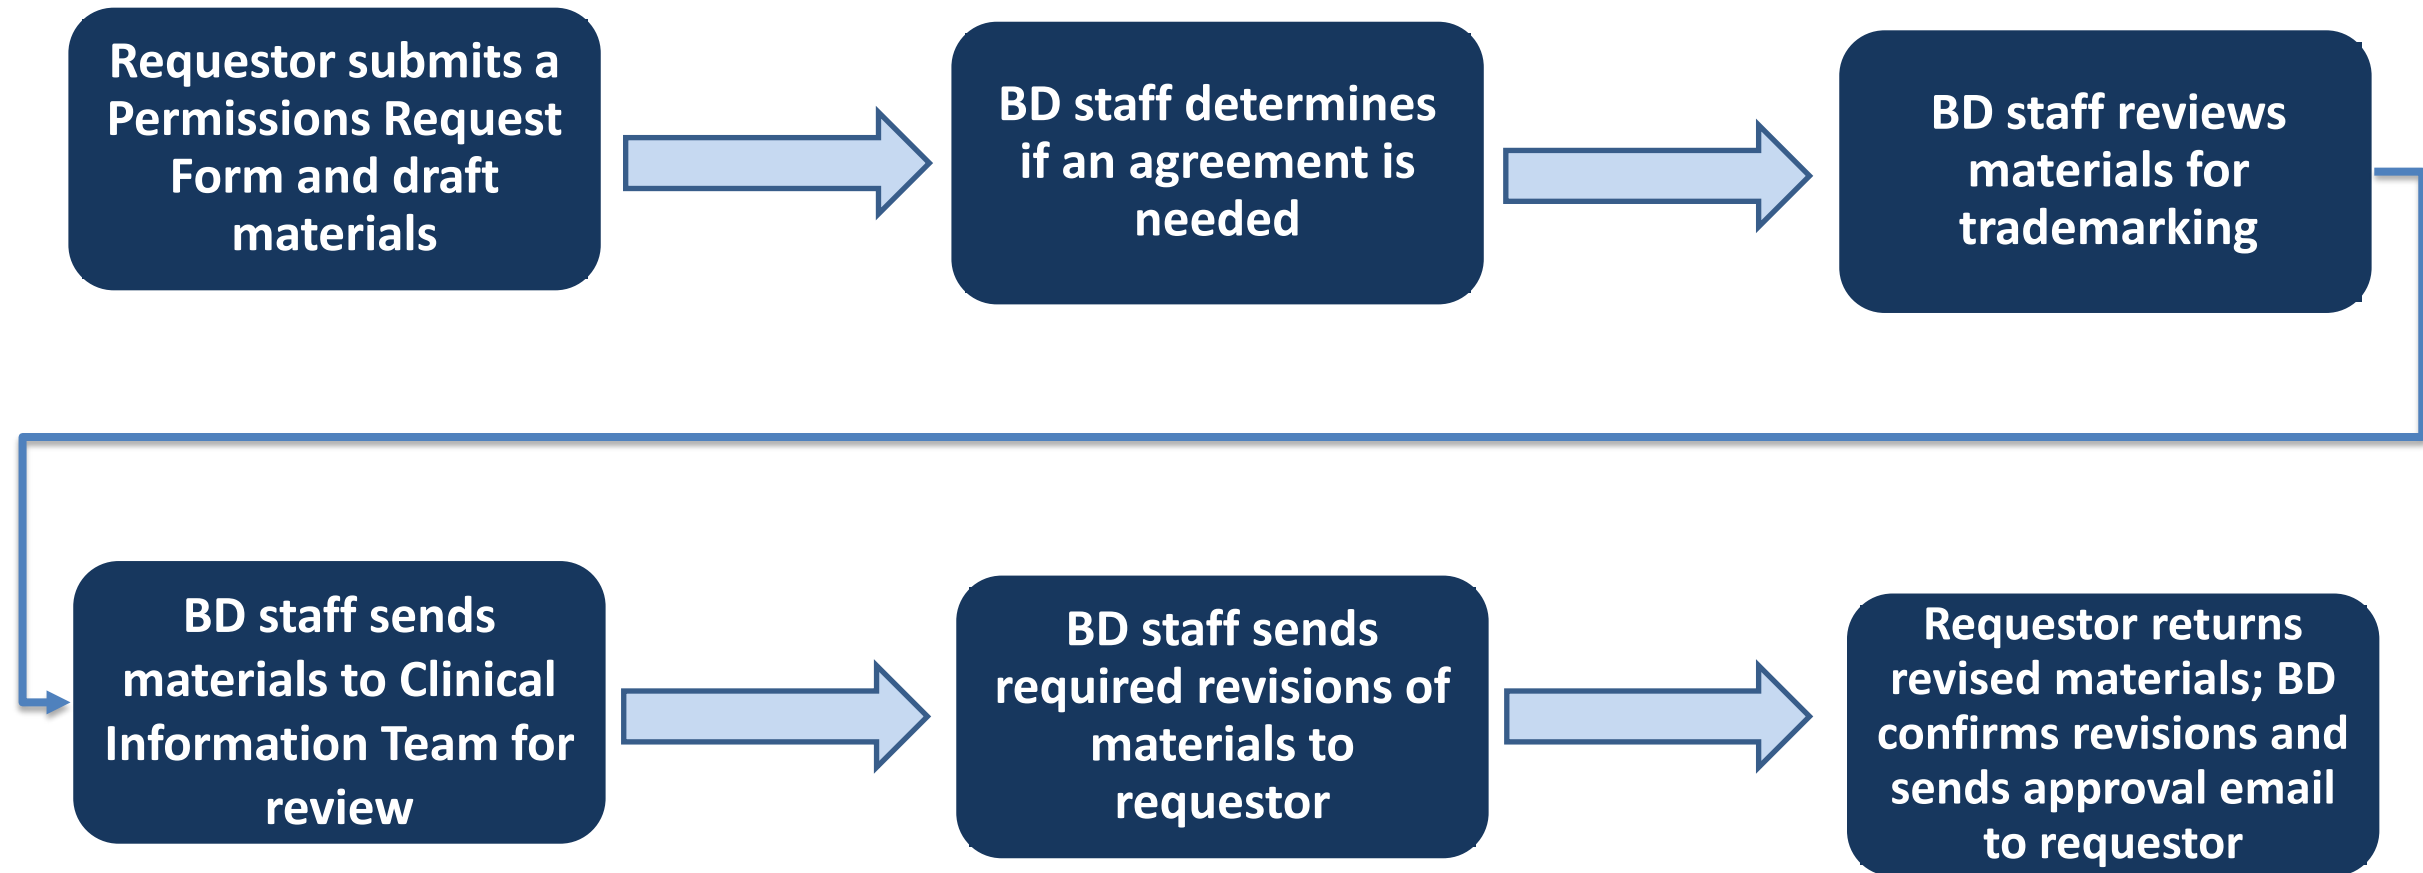 Requestor submits a
Permissions Request
Form and draft
materials
BD staff determines
if an agreement is
needed
BD staff reviews
materials for
trademarking
BD staff sends
materials to Clinical
Information Team for
review
BD staff sends
required revisions of
materials to
requestor
Requestor returns
revised materials; BD
confirms revisions and
sends approval email
to requestor